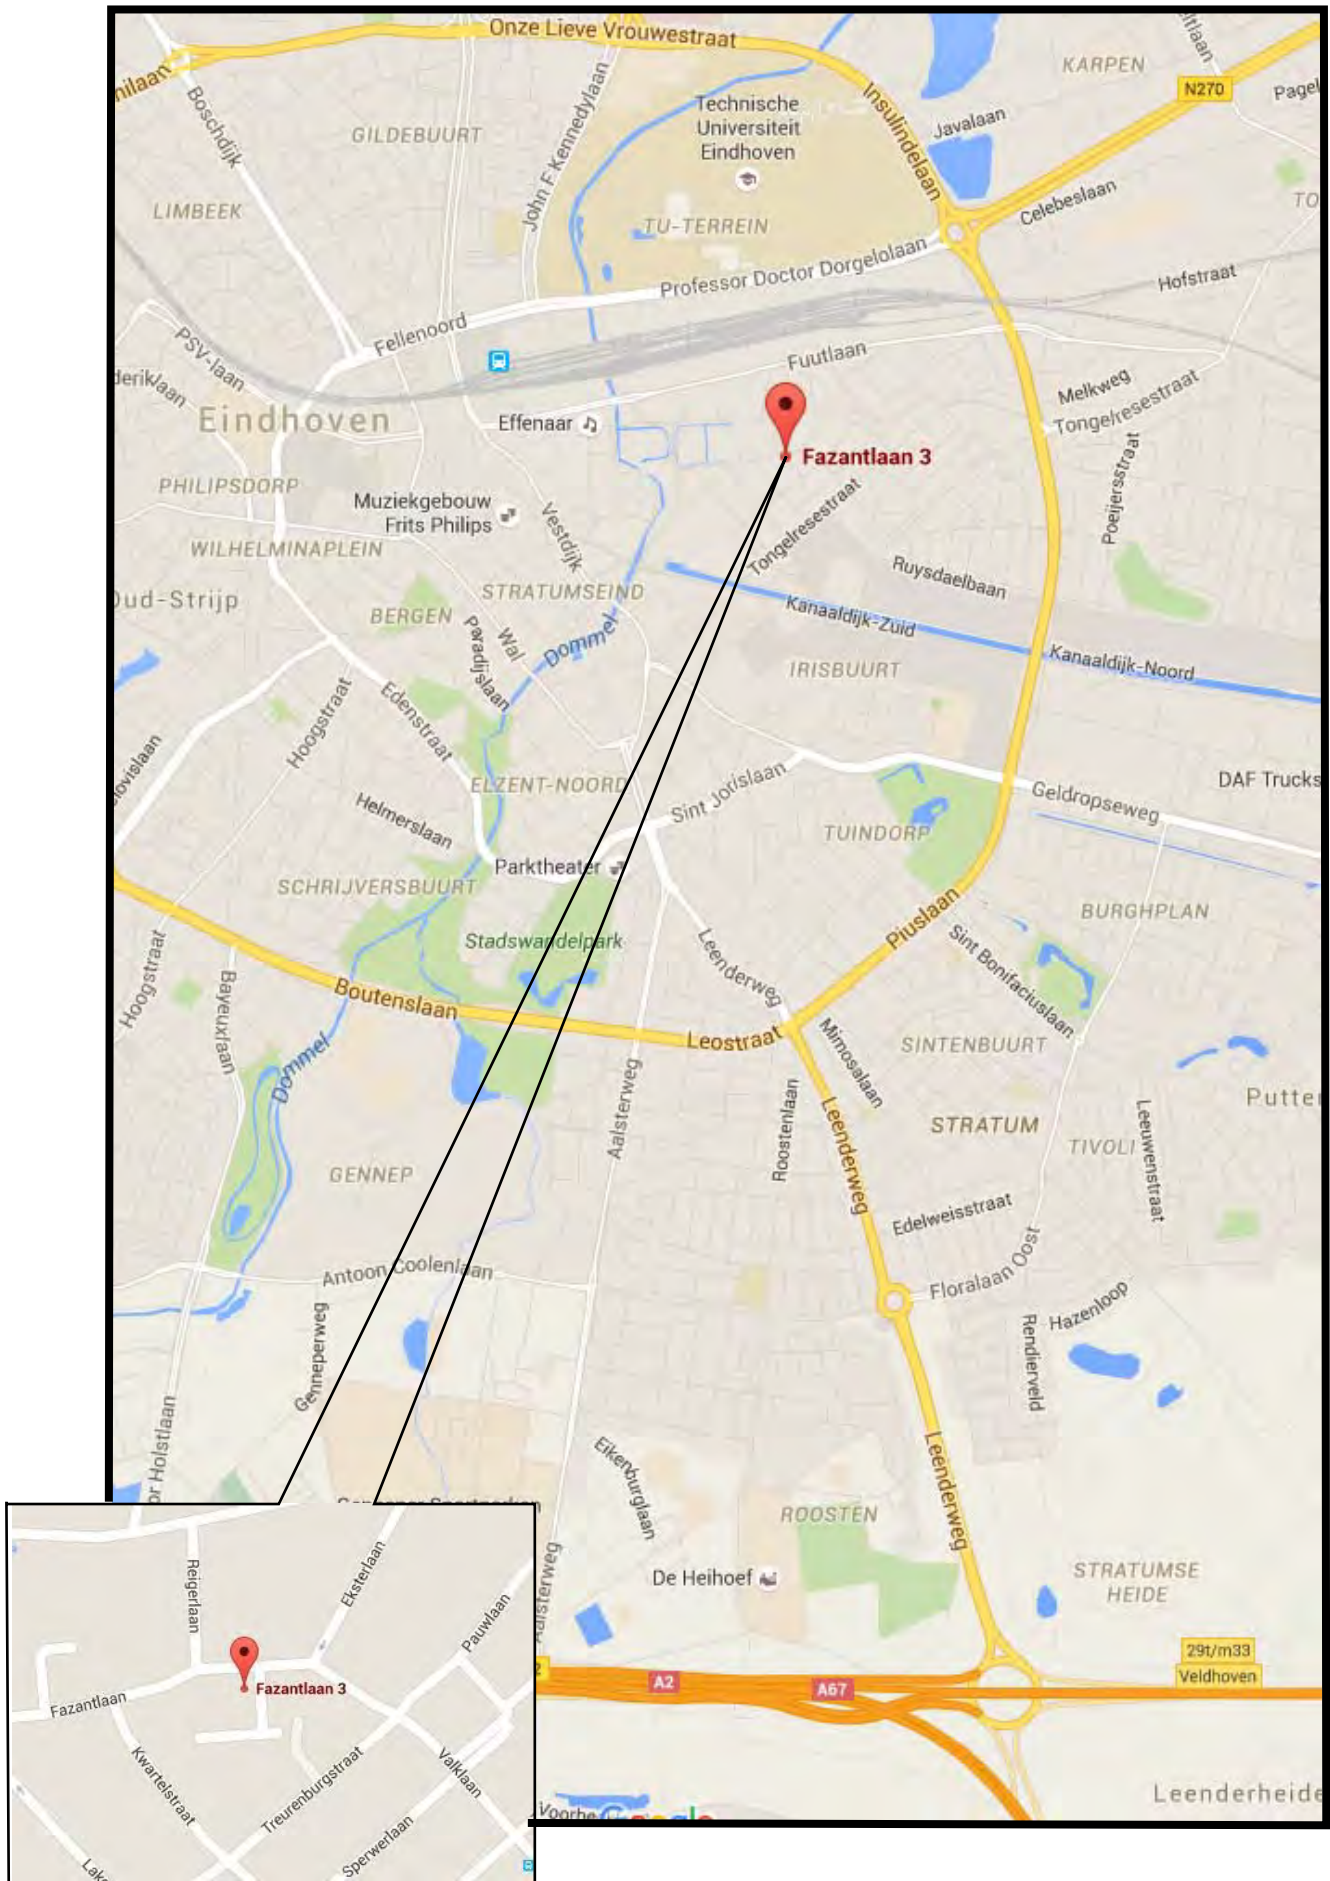 Onze Lieve Vrouwestraat
KARPEN
N270
Boschdijk
GILDEBUURT
John F Kennedylaan
Technische
Universiteit
Eindhoven
Insulindelaan
Javalaan
LIMBEEK
TU-TERREIN
Celebeslaan
Professor Doctor Dorgelolaan
Hofstraat
Fellenoord
PSV-laan
Fuutlaan
Melkweg
Tongelresestraat
Eindhoven
Effenaar
Fazantlaan 3
Poeijersstraat
PHILIPSDORP
Muziekgebouw
Frits Philips
Vestdijk
Tongelresestraat
WILHELMINAPLEIN
Ruysdaelbaan
STRATUMSEIND
BERGEN
Kanaaldijk-Zuid
Paradijslaan
Wal
Dommel
Kanaaldijk-Noord
IRISBUURT
Hoogstraat
Edenstraat
ELZENT-NOORD
Sint Jorislaan
DAF Trucks
Geldropseweg
Helmerslaan
TUINDORP
Parktheater
SCHRIJVERSBUURT
BURGHPLAN
Piuslaan
Stadswandelpark
Leenderweg
Sint Bonifaciuslaan
Hoogstraat
Bayeuxlaan
Boutenslaan
Leostraat
Mimosalaan
SINTENBUURT
Dommel
Aalsterweg
Roostenlaan
Leenderweg
STRATUM
TIVOLI
Leeuwenstraat
GENNEP
Edelweisstraat
Antoon Coolenlaan
Floralaan Oost
Hazenloop
Genneperweg
Rendierveld
Leenderweg
Eikenburglaan
ROOSTEN
De Heihoef
STRATUMSE
HEIDE
Aalsterweg
29t/m33
Veldhoven
A2
A67
Leenderheide
Google
Reigerlaan
Eksterlaan
Pauwlaan
Fazantlaan 3
Fazantlaan
Kwartelstraat
Treurenburgstraat
Valklaan
Sperwerlaan